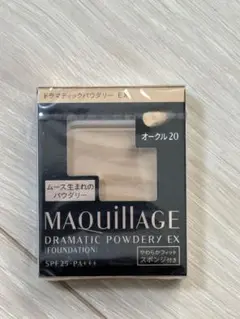 ドラマティックパウダリー EX
オークル20
ムース生まれの
パウダリー
MAQuillAGE
DRAMATIC POWDERY EX
[FOUNDATION]
やわらかフィット
スポンジ付き
SPF25・PA+++